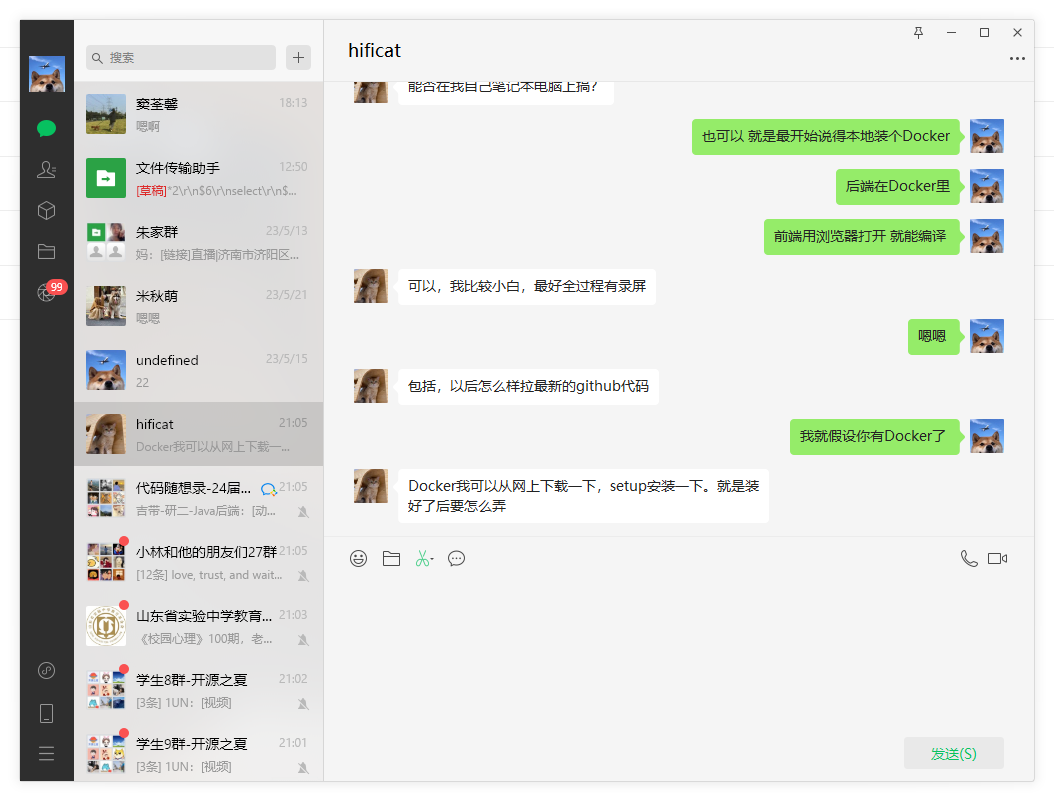 搜索
窦荃馨
18:13
嗯啊
文件传输助手
12:50
[草稿]*2\r\n$6\r\nselect\r\n$...
朱家群
23/5/13
妈：[链接]直播|济南市济阳区...
99
米秋萌
23/5/21
嗯嗯
undefined
23/5/15
22
hificat
21:05
Docker我可以从网上下载一...
代码随想录-24届...
21:05
吉带-研二-Java后端：[动...
小林和他的朋友们27群
21:05
[12条] love, trust, and wait...
山东省实验中学教育...
21:03
《校园心理》100期，老...
学生8群-开源之夏
21:02
[3条] 1UN：[视频]
学生9群-开源之夏
21:01
[3条] 1UN：[视频]
hificat
能否在我自己笔记本电脑上搞？
也可以 就是最开始说得本地装个Docker
后端在Docker里
前端用浏览器打开 就能编译
可以，我比较小白，最好全过程有录屏
嗯嗯
包括，以后怎么样拉最新的github代码
我就假设你有Docker了
Docker我可以从网上下载一下，setup安装一下。就是装
好了后要怎么弄
发送(S)